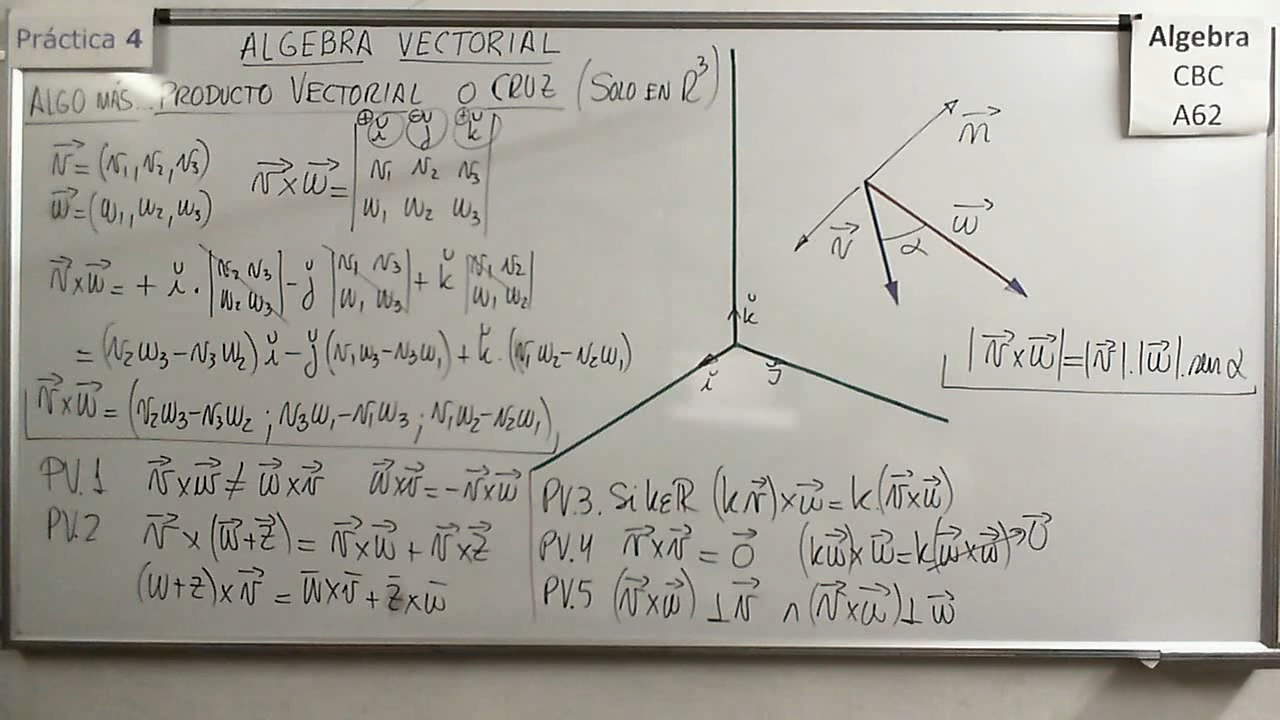 Práctica 4
ALGEBRA VECTORIAL
ALGO MÁS... PRODUCTO VECTORIAL O CRUZ (SOLO EN R³)
Algebra
CBC
A62
v⃗ = (v₁, v₂, v₃)
w⃗ = (w₁, w₂, w₃)
v⃗ x w⃗ = | ⊕ǐ ⊖ǰ ⊕ǩ |
| v₁ v₂ v₃ |
| w₁ w₂ w₃ |
v⃗ x w⃗ = + ǐ . |v₂ v₃; w₂ w₃| - ǰ |v₁ v₃; w₁ w₃| + ǩ |v₁ v₂; w₁ w₂|
= (v₂w₃ - v₃w₂) ǐ - ǰ (v₁w₃ - v₃w₁) + ǩ . (v₁w₂ - v₂w₁)
v⃗ x w⃗ = (v₂w₃ - v₃w₂ ; v₃w₁ - v₁w₃ ; v₁w₂ - v₂w₁)
PV.1 v⃗ x w⃗ ≠ w⃗ x v⃗ w⃗ x v⃗ = - v⃗ x w⃗
PV.2 v⃗ x (w⃗ + z⃗) = v⃗ x w⃗ + v⃗ x z⃗
(w + z) x v⃗ = w̄ x v̄ + z̄ x w̄
ǩ
ǐ
ǰ
n⃗
v⃗
α
w⃗
|v⃗ x w⃗| = |v⃗| . |w⃗| . sen α
PV.3. Si k∈R (k v⃗) x w⃗ = k . (v⃗ x w⃗)
PV.4 v⃗ x v⃗ = 0⃗ (k w⃗) x w⃗ = k (w⃗ x w⃗) → 0⃗
PV.5 (v⃗ x w⃗) ⊥ v⃗ ∧ (v⃗ x w⃗) ⊥ w⃗